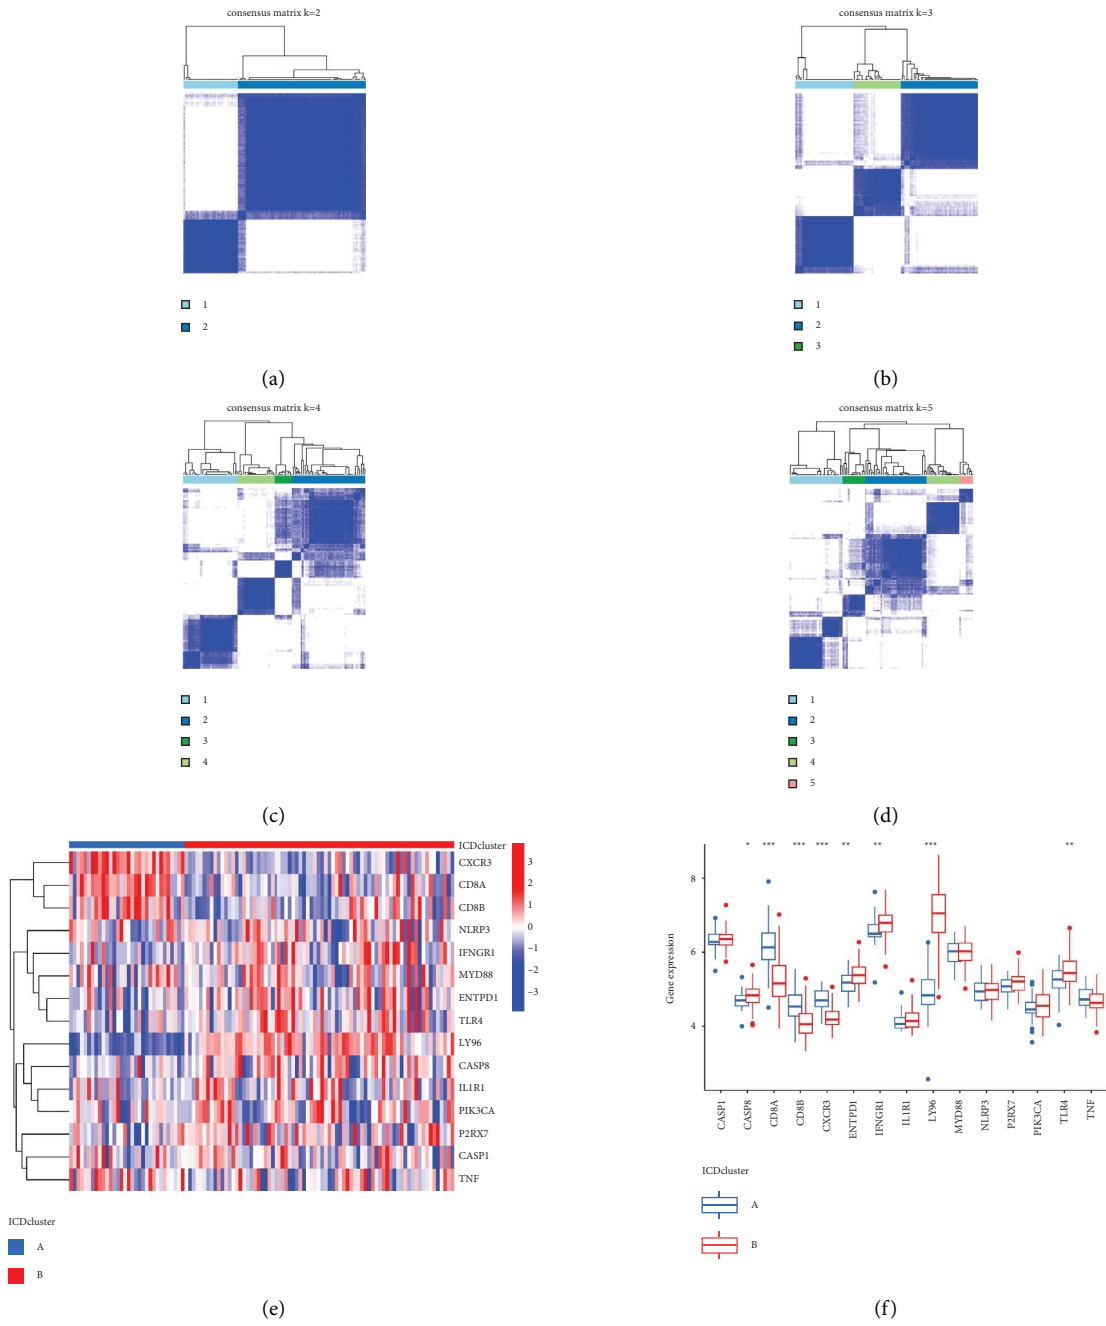 consensus matrix k=2
1
2
(a)
consensus matrix k=3
1
2
3
(b)
consensus matrix k=4
1
2
3
4
(c)
consensus matrix k=5
1
2
3
4
5
(d)
ICDcluster
CXCR3
CD8A
CD8B
NLRP3
IFNGR1
MYD88
ENTPD1
TLR4
LY96
CASP8
IL1R1
PIK3CA
P2RX7
CASP1
TNF
3
2
1
0
−1
−2
−3
ICDcluster
A
B
(e)
* *** *** *** ** ** *** **
Gene expression
8
6
4
CASP1
CASP8
CD8A
CD8B
CXCR3
ENTPD1
IFNGR1
IL1R1
LY96
MYD88
NLRP3
P2RX7
PIK3CA
TLR4
TNF
ICDcluster
A
B
(f)